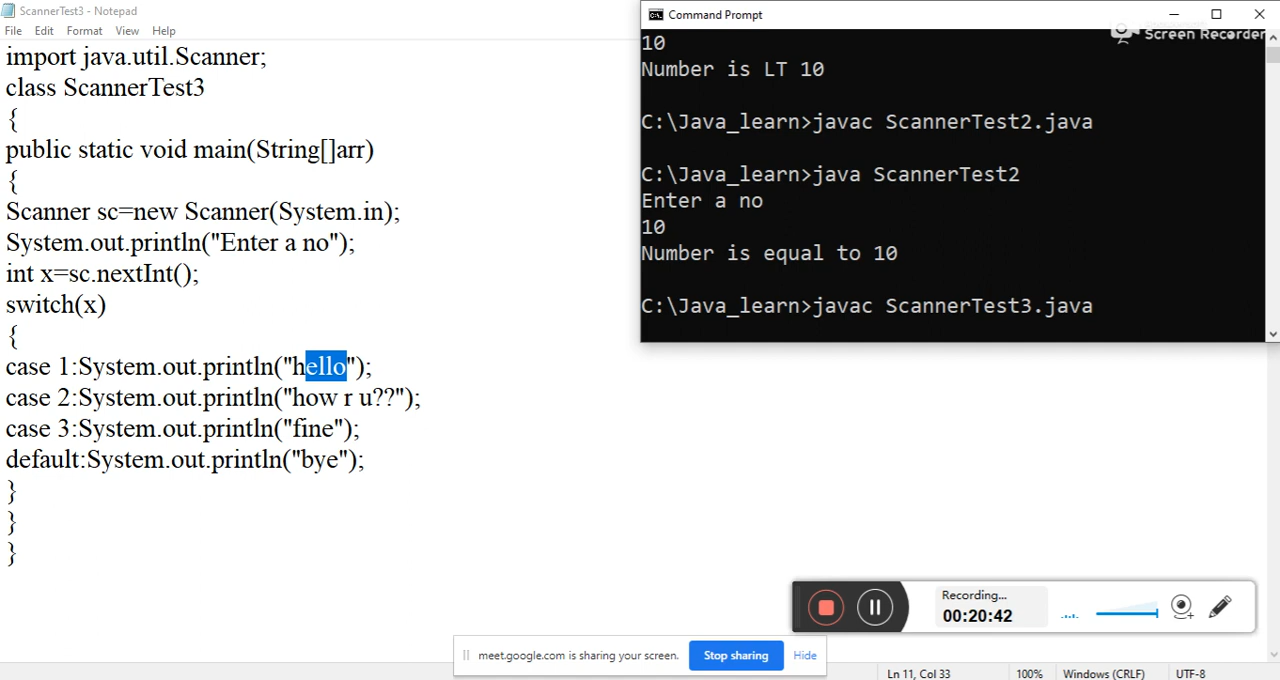 ScannerTest3 - Notepad
File Edit Format View Help
import java.util.Scanner;
class ScannerTest3
{
public static void main(String[]arr)
{
Scanner sc=new Scanner(System.in);
System.out.println("Enter a no");
int x=sc.nextInt();
switch(x)
{
case 1:System.out.println("hello");
case 2:System.out.println("how r u??");
case 3:System.out.println("fine");
default:System.out.println("bye");
}
}
}
Command Prompt
Screen Recorder
10
Number is LT 10
C:\Java_learn>javac ScannerTest2.java
C:\Java_learn>java ScannerTest2
Enter a no
10
Number is equal to 10
C:\Java_learn>javac ScannerTest3.java
Recording...
00:20:42
meet.google.com is sharing your screen. Stop sharing Hide
Ln 11, Col 33 100% Windows (CRLF) UTF-8